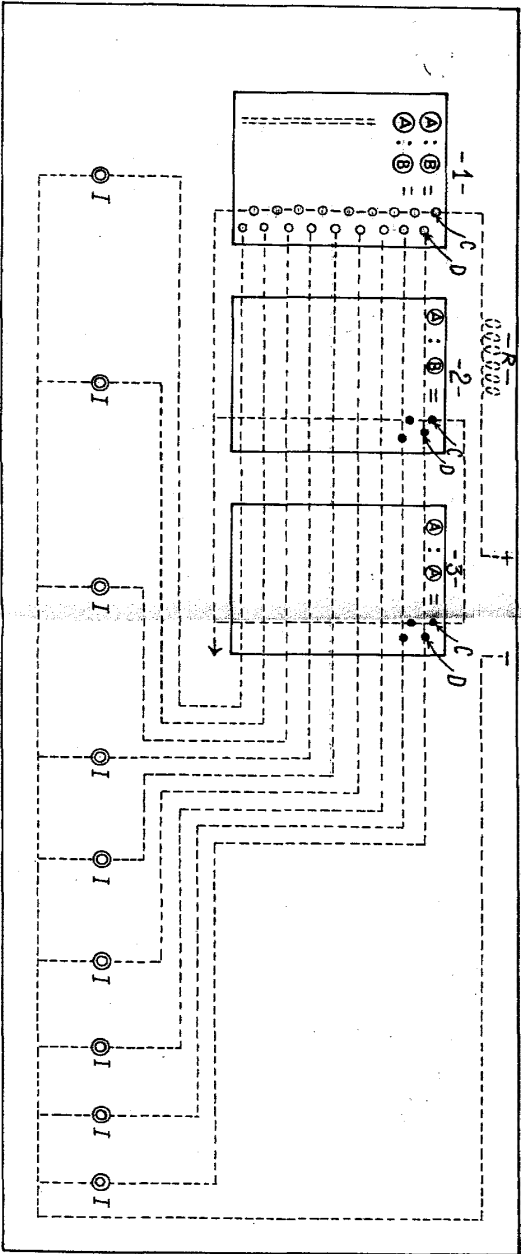 -R-
+ -
-1- -2- -3-
C C C
D D D
A : B = A : B = A : A =
A : B =
I I I I I I I I I